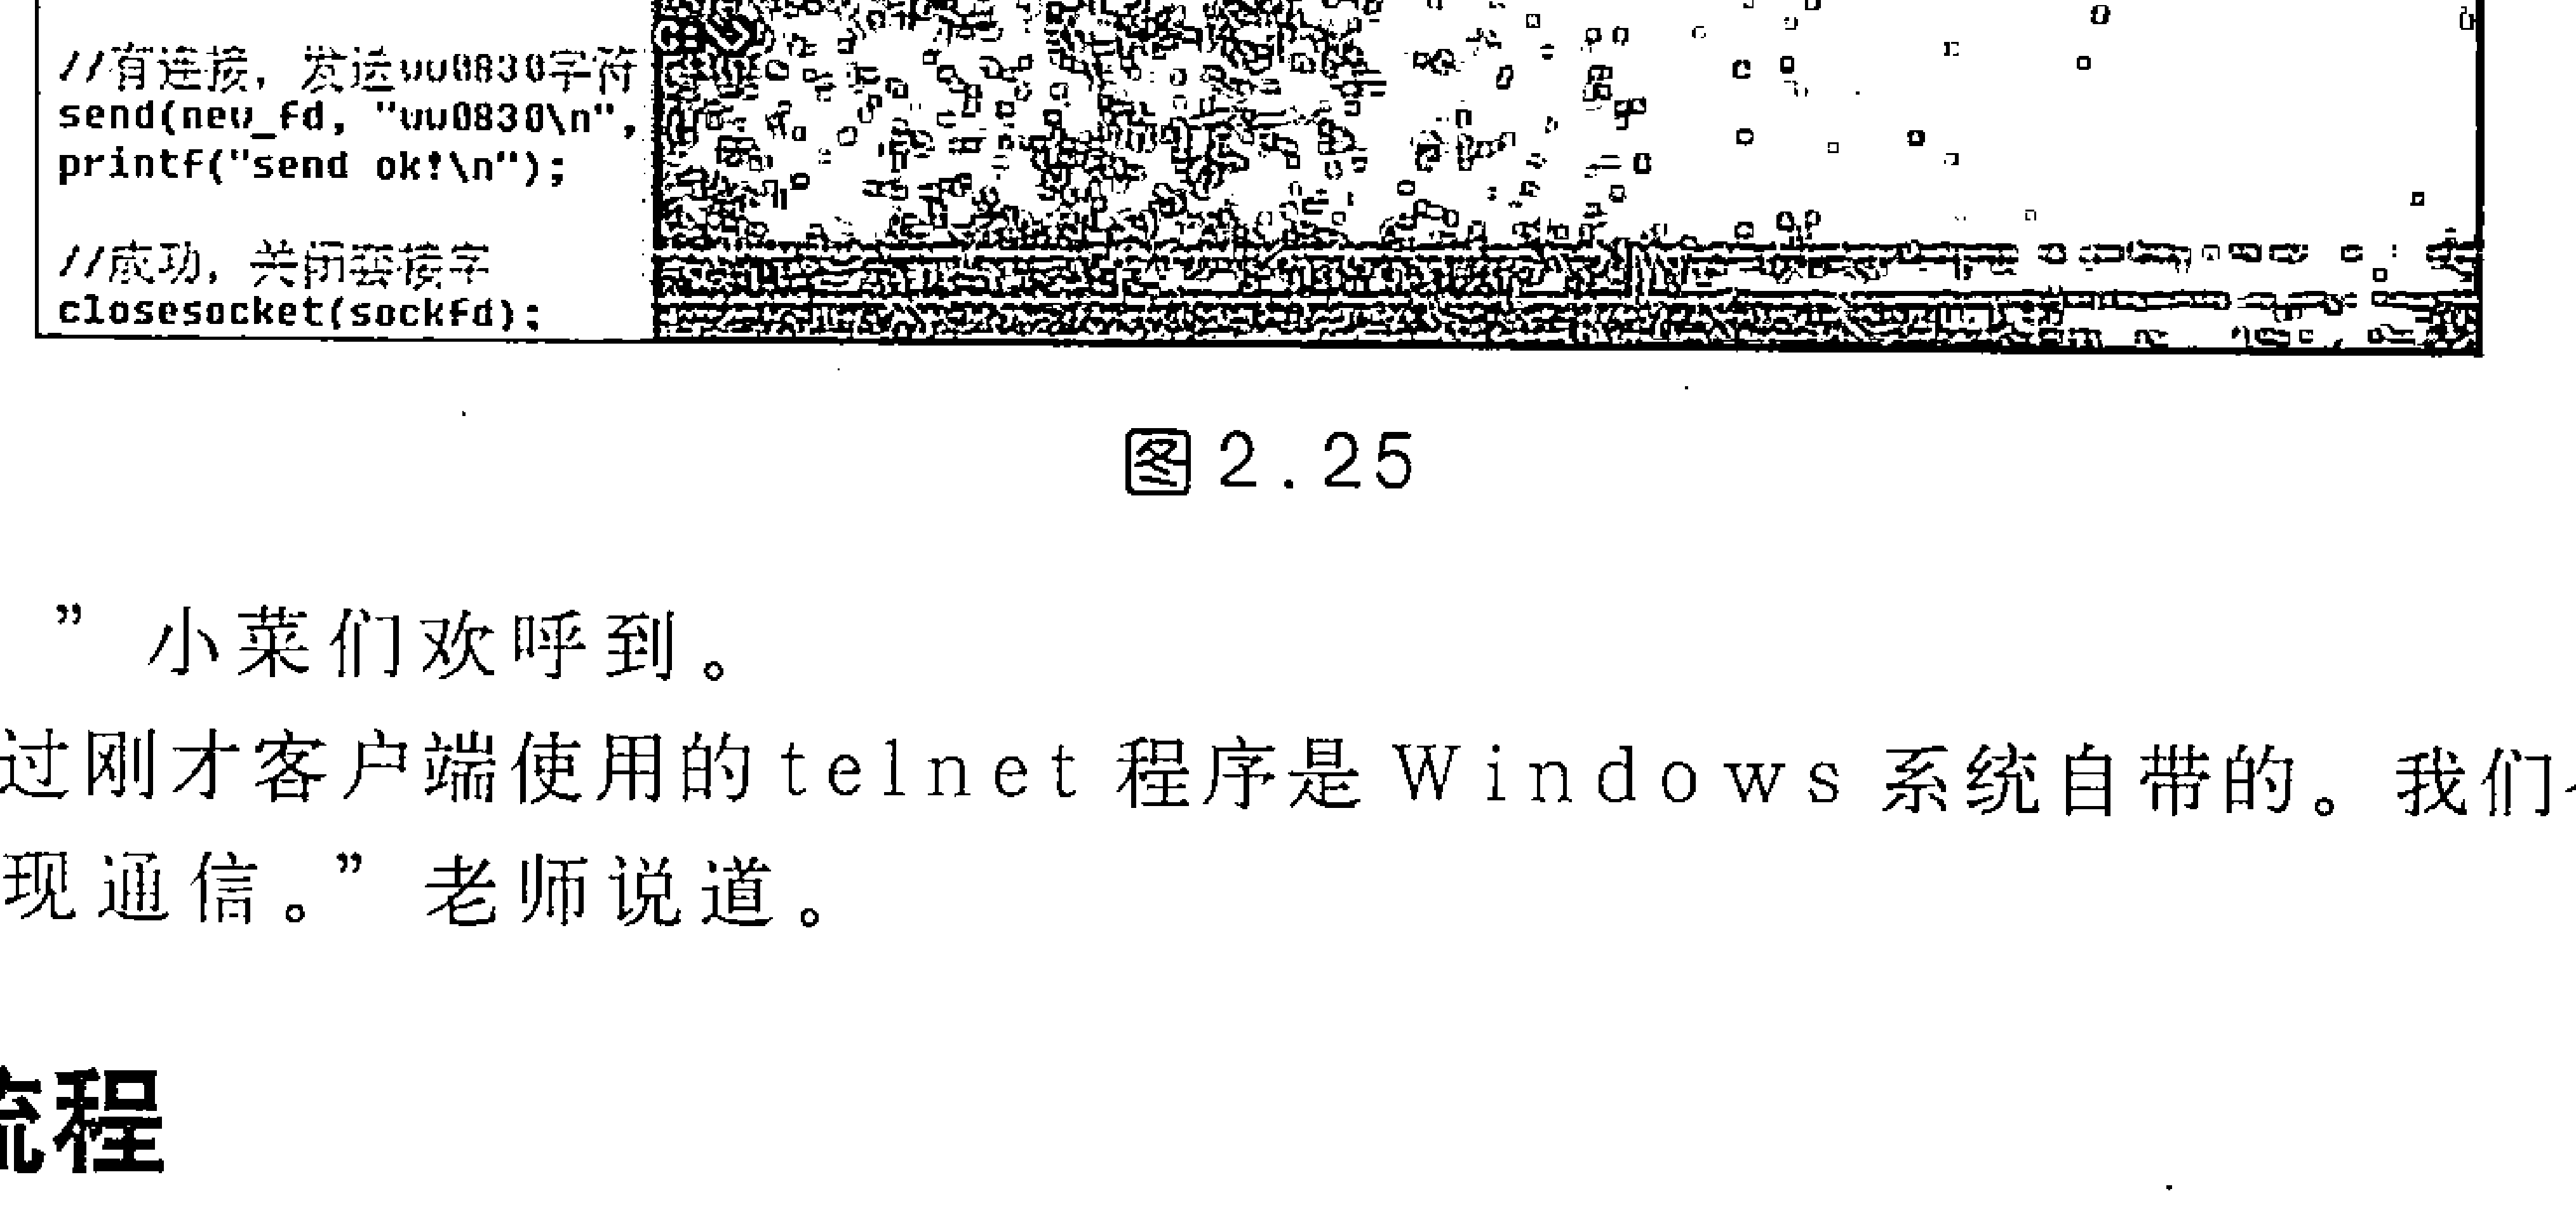 //有连接，发送ww0830字符
send(new_fd, "ww0830\n",
printf("send ok!\n");
//成功，关闭套接字
closesocket(sockfd);
图2.25
”小菜们欢呼到。
过刚才客户端使用的telnet程序是Windows系统自带的。我们
现通信。”老师说道。
流程